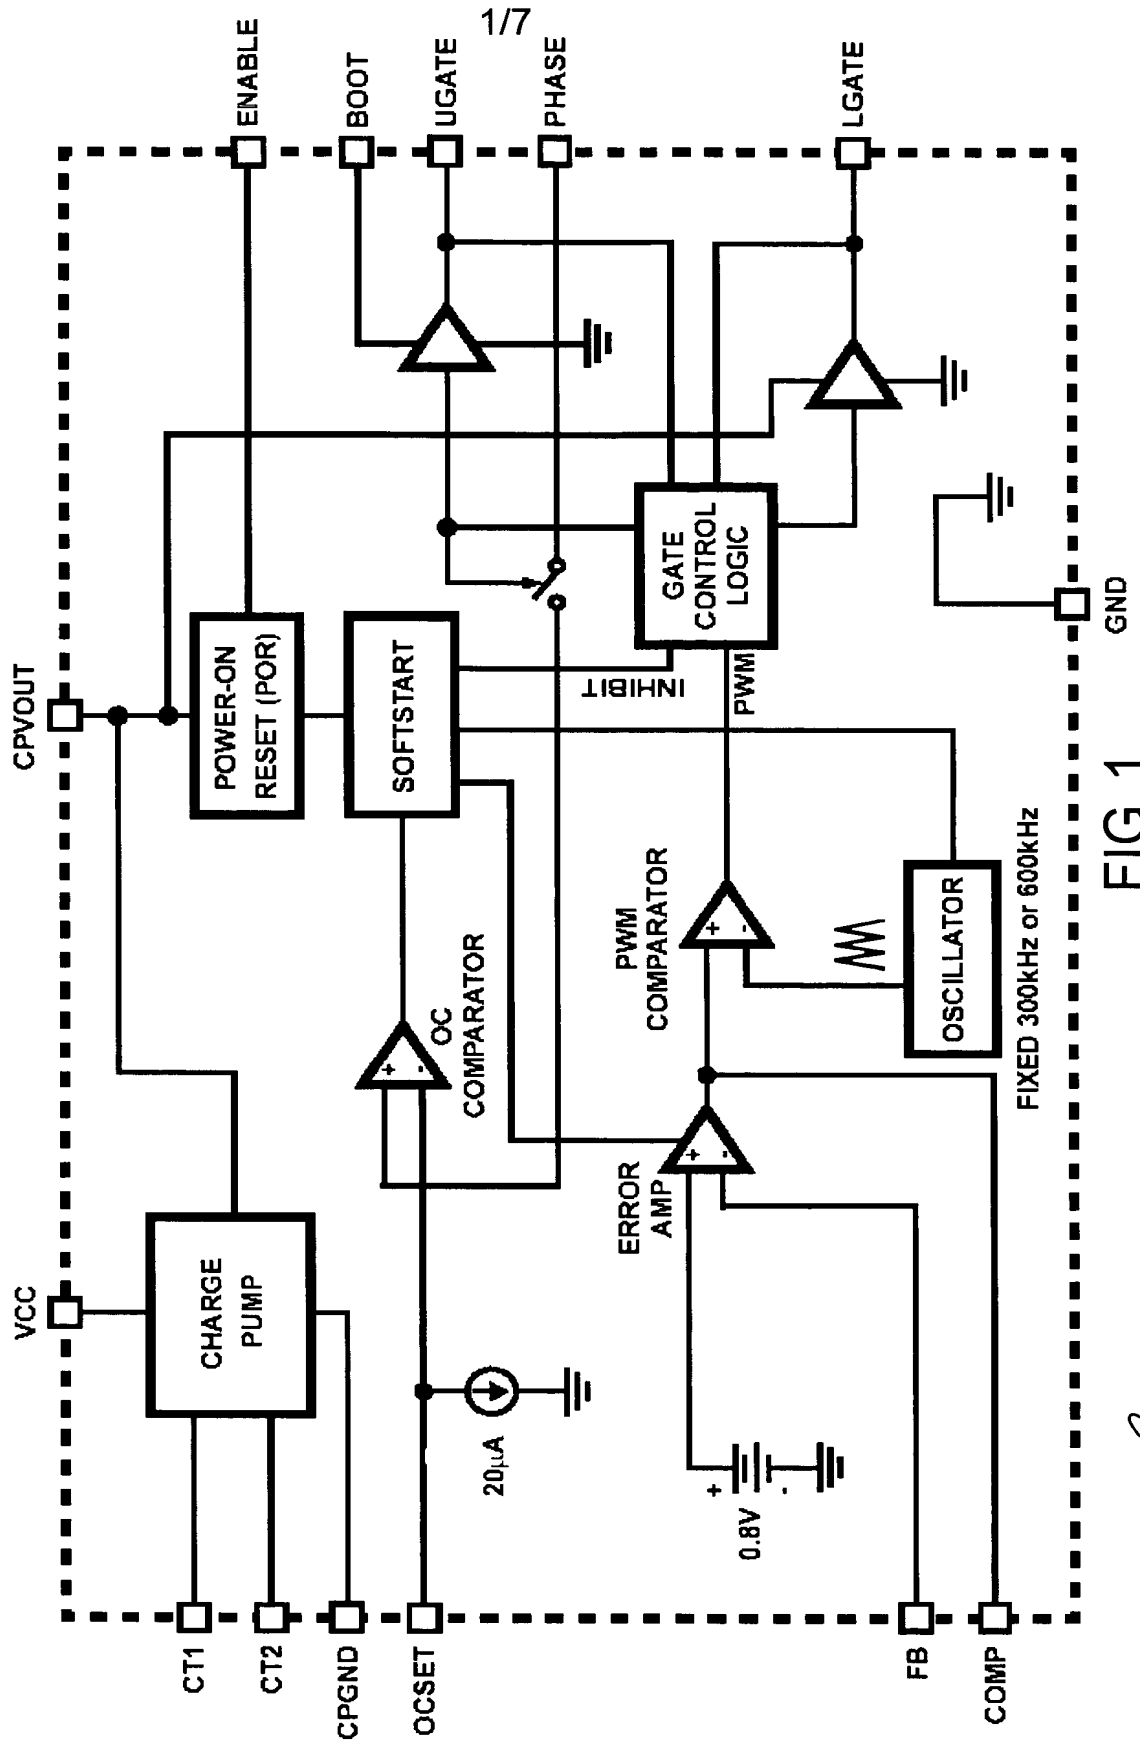 1/7
CPVOUT
VCC
ENABLE
BOOT
UGATE
PHASE
LGATE
CT1
CT2
CPGND
OCSET
FB
COMP
GND
CHARGE
PUMP
POWER-ON
RESET (POR)
SOFTSTART
+
-
OC
COMPARATOR
20µA
INHIBIT
PWM
GATE
CONTROL
LOGIC
PWM
COMPARATOR
+
-
ERROR
AMP
+
-
+
0.8V
-
OSCILLATOR
FIXED 300kHz or 600kHz
FIG 1